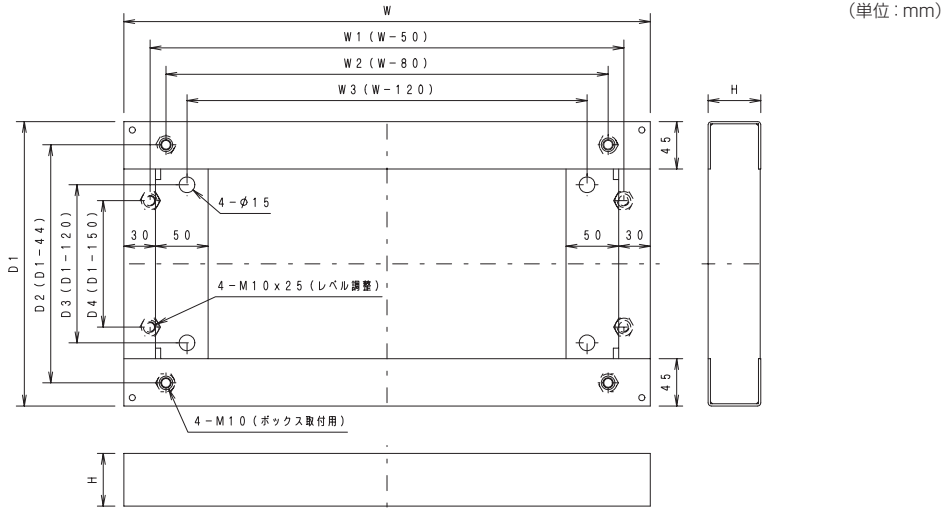 (単位:mm)
W
W1(W-50)
W2(W-80)
W3(W-120)
H
45
4-φ15
30
50
50
30
D1
D2(D1-44)
D3(D1-120)
D4(D1-150)
4-M10x25(レベル調整)
45
4-M10(ボックス取付用)
H